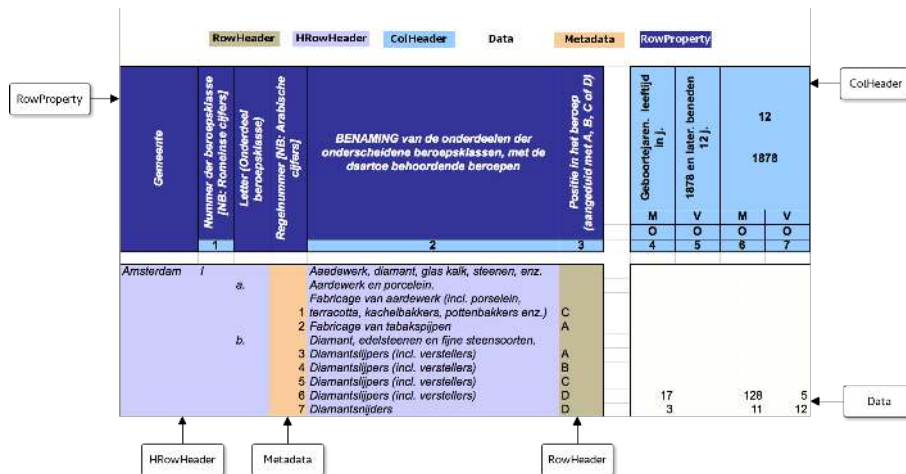 RowHeader HRowHeader ColHeader Data Metadata RowProperty
RowProperty
ColHeader
Gemeente
Nummer der beroepsklasse
[NB: Romeinse cijfers]
Letter (Onderdeel
beroepsklasse)
Regelnummer [NB: Arabische
cijfers]
BENAMING van de onderdeelen der
onderscheidene beroepsklassen, met de
daartoe behoordende beroepen
Positie in het beroep
(aangeduid met A, B, C of D)
Geboortejaren. leeftijd
in j.
1878 en later. beneden
12 j.
12
1878
M V M V
O O O O
1 2 3 4 5 6 7
Amsterdam I Aaedewerk, diamant, glas kalk, steenen, enz.
a. Aardewerk en porcelein.
Fabricage van aardewerk (incl. porselein,
1 terracotta, kachelbakkers, pottenbakkers enz.) C
2 Fabricage van tabakspijpen A
b. Diamant, edelsteenen en fijne steensoorten.
3 Diamantslijpers (incl. verstellers) A
4 Diamantslijpers (incl. verstellers) B
5 Diamantslijpers (incl. verstellers) C
6 Diamantslijpers (incl. verstellers) D 17 128 5
7 Diamantsnijders D 3 11 12
Data
HRowHeader
Metadata
RowHeader